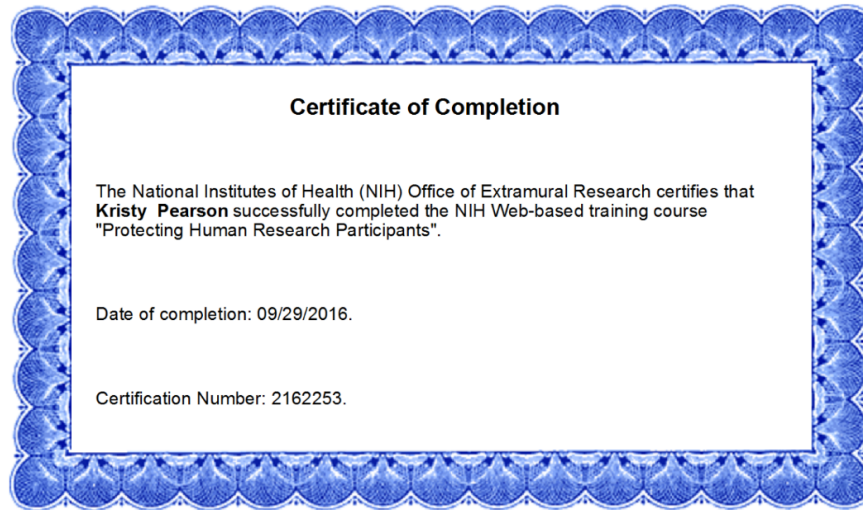 Certificate of Completion
The National Institutes of Health (NIH) Office of Extramural Research certifies that
Kristy  Pearson successfully completed the NIH Web-based training course
"Protecting Human Research Participants".
Date of completion: 09/29/2016.
Certification Number: 2162253.